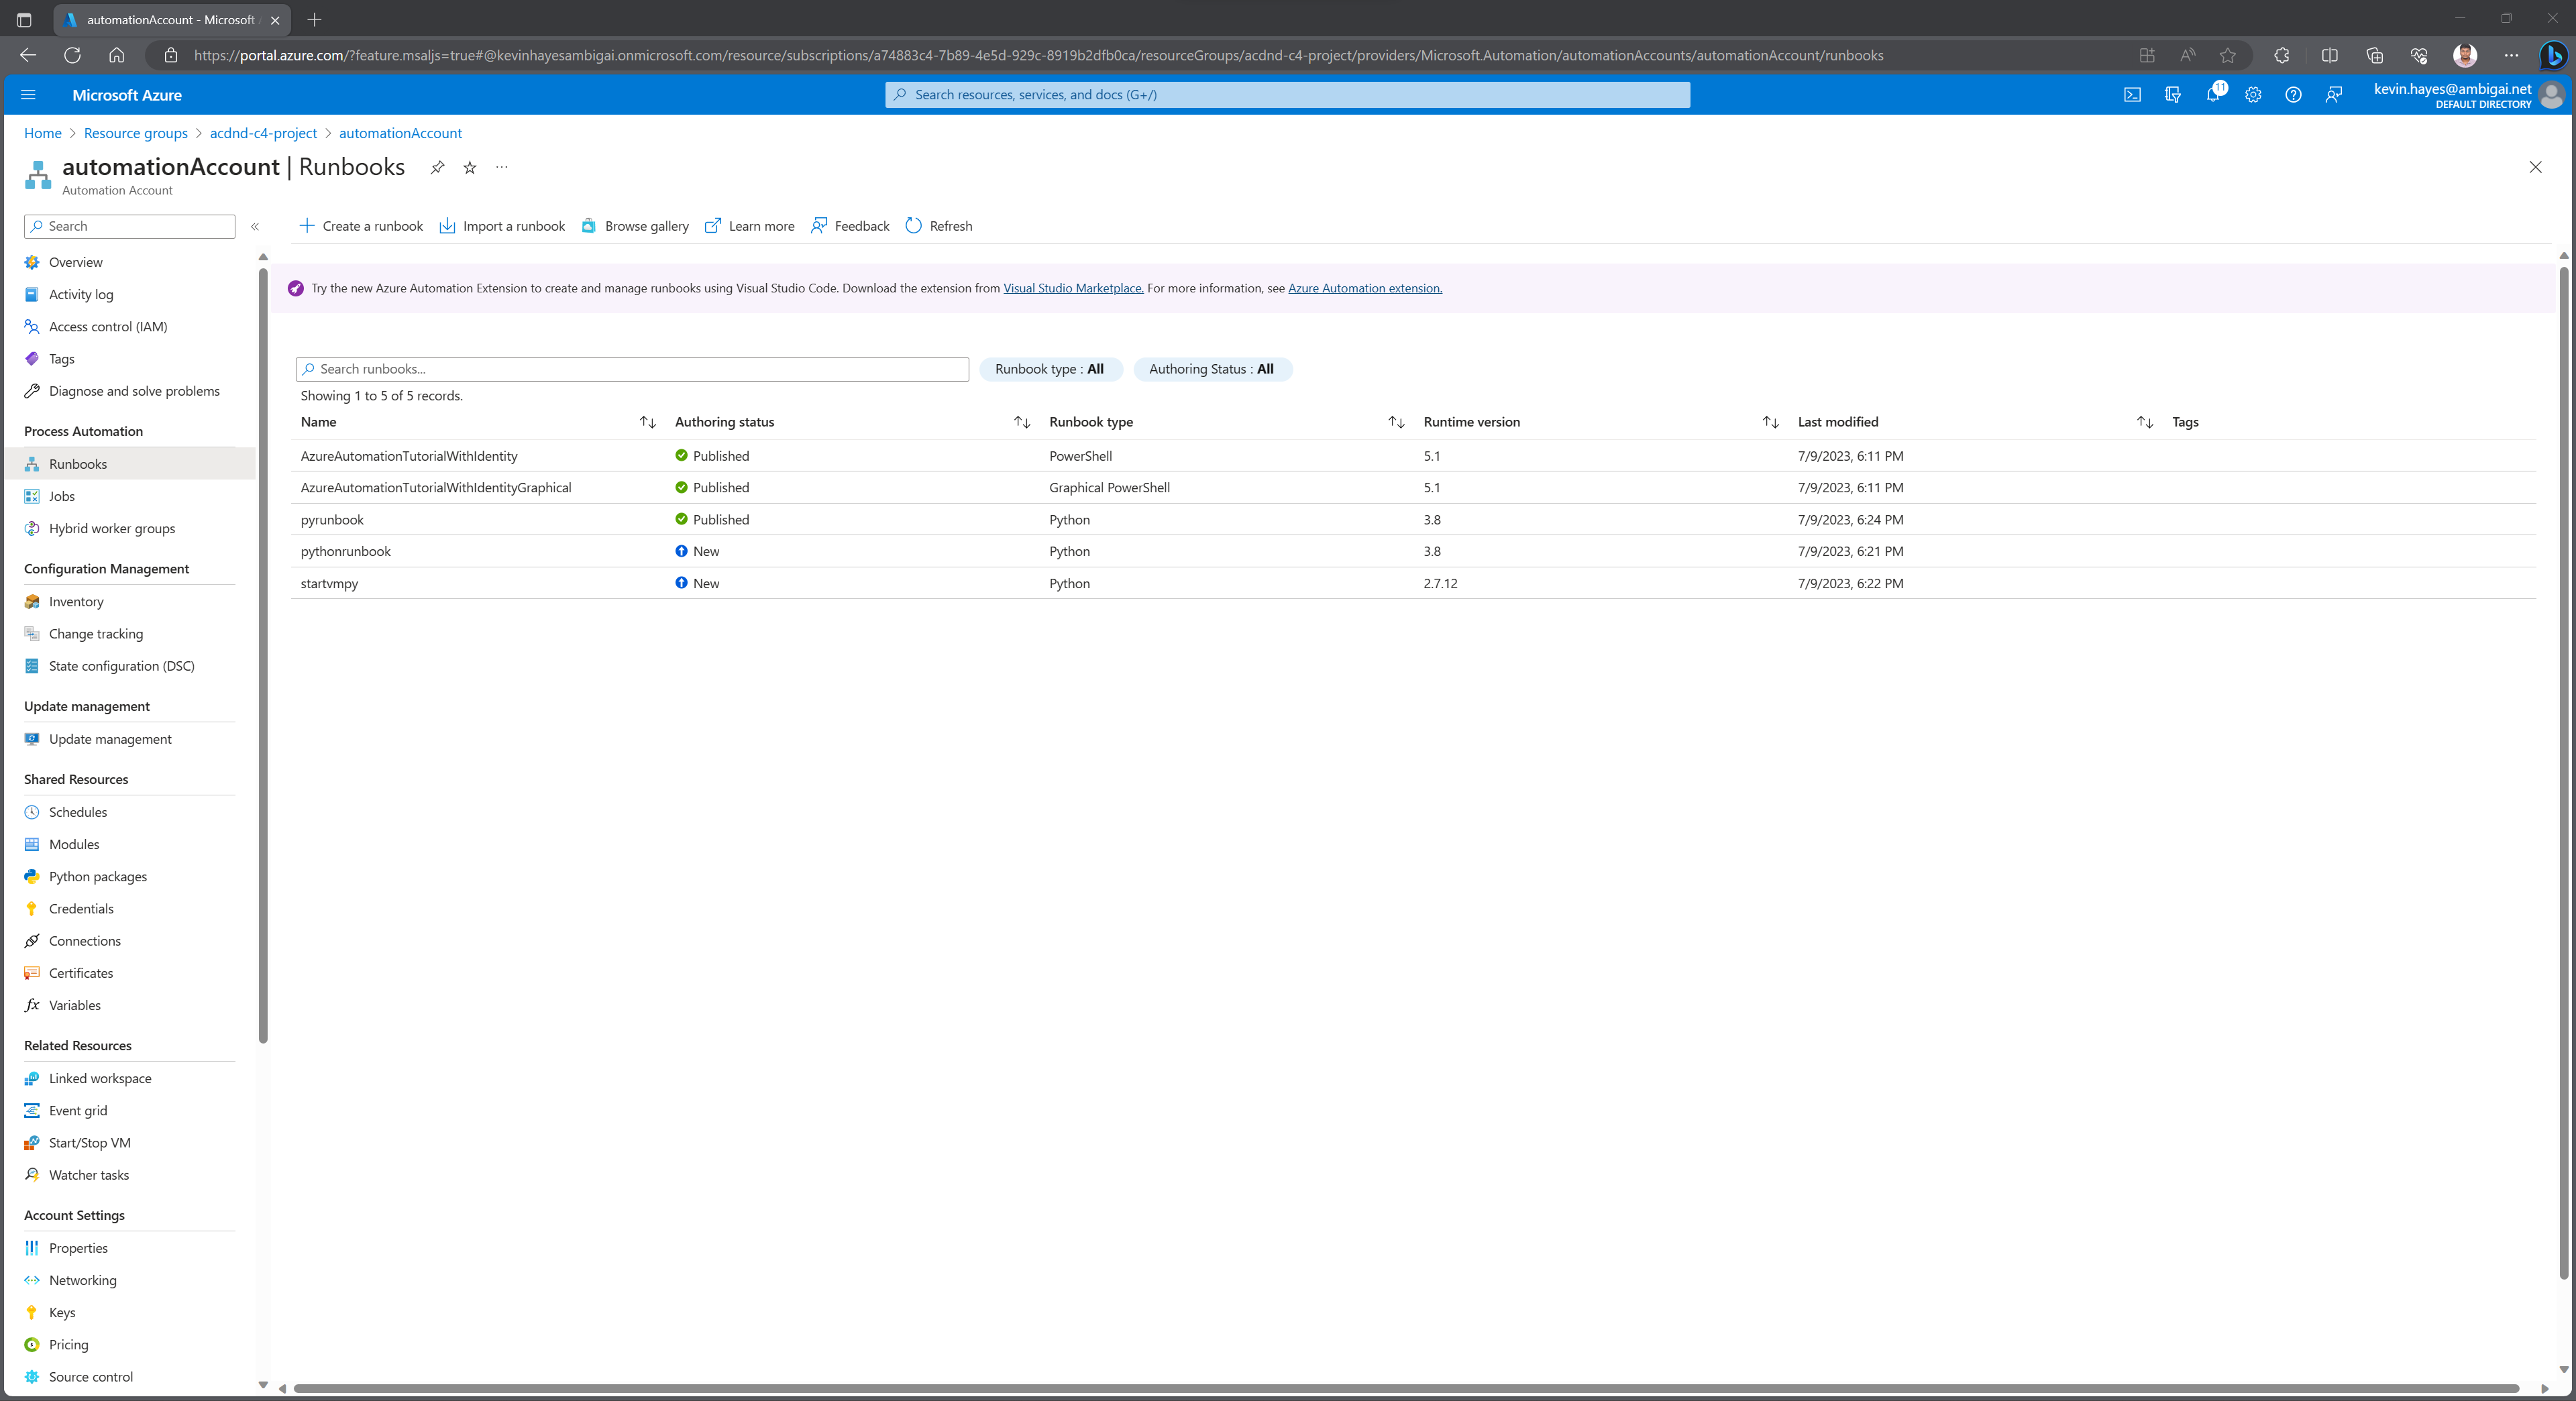 automationAccount - Microsoft A
https://portal.azure.com/?feature.msaljs=true#@kevinhayesambigai.onmicrosoft.com/resource/subscriptions/a74883c4-7b89-4e5d-929c-8919b2dfb0ca/resourceGroups/acdnd-c4-project/providers/Microsoft.Automation/automationAccounts/automationAccount/runbooks
Microsoft Azure
Search resources, services, and docs (G+/)
11
kevin.hayes@ambigai.net
DEFAULT DIRECTORY
Home > Resource groups > acdnd-c4-project > automationAccount
automationAccount | Runbooks
Automation Account
Search
Create a runbook Import a runbook Browse gallery Learn more Feedback Refresh
Try the new Azure Automation Extension to create and manage runbooks using Visual Studio Code. Download the extension from Visual Studio Marketplace. For more information, see Azure Automation extension.
Search runbooks...
Runbook type : All
Authoring Status : All
Showing 1 to 5 of 5 records.
Name Authoring status Runbook type Runtime version Last modified Tags
AzureAutomationTutorialWithIdentity Published PowerShell 5.1 7/9/2023, 6:11 PM
AzureAutomationTutorialWithIdentityGraphical Published Graphical PowerShell 5.1 7/9/2023, 6:11 PM
pyrunbook Published Python 3.8 7/9/2023, 6:24 PM
pythonrunbook New Python 3.8 7/9/2023, 6:21 PM
startvmpy New Python 2.7.12 7/9/2023, 6:22 PM
Overview
Activity log
Access control (IAM)
Tags
Diagnose and solve problems
Process Automation
Runbooks
Jobs
Hybrid worker groups
Configuration Management
Inventory
Change tracking
State configuration (DSC)
Update management
Update management
Shared Resources
Schedules
Modules
Python packages
Credentials
Connections
Certificates
Variables
Related Resources
Linked workspace
Event grid
Start/Stop VM
Watcher tasks
Account Settings
Properties
Networking
Keys
Pricing
Source control